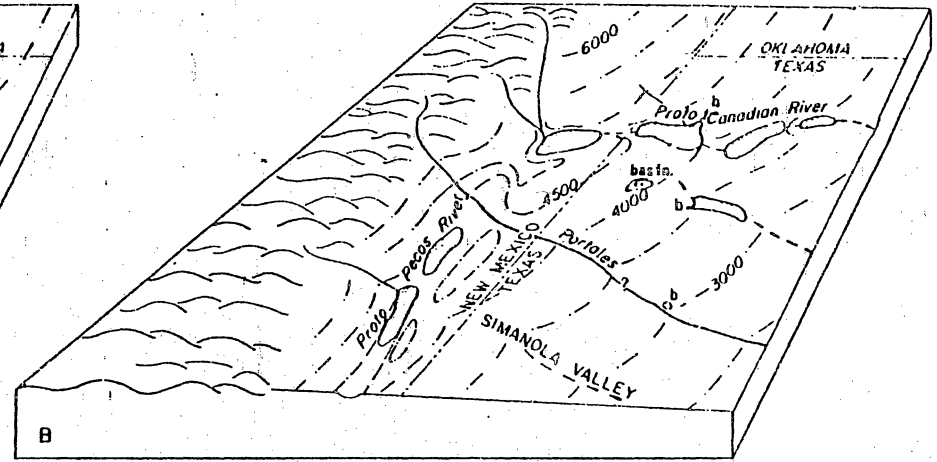 6000
OKLAHOMA
TEXAS
b
Proto Canadian River
basin
4500
4000
b
Pecos River
Proto
NEW MEXICO
TEXAS
Portales ?
b
3000
SIMANOLA VALLEY
B